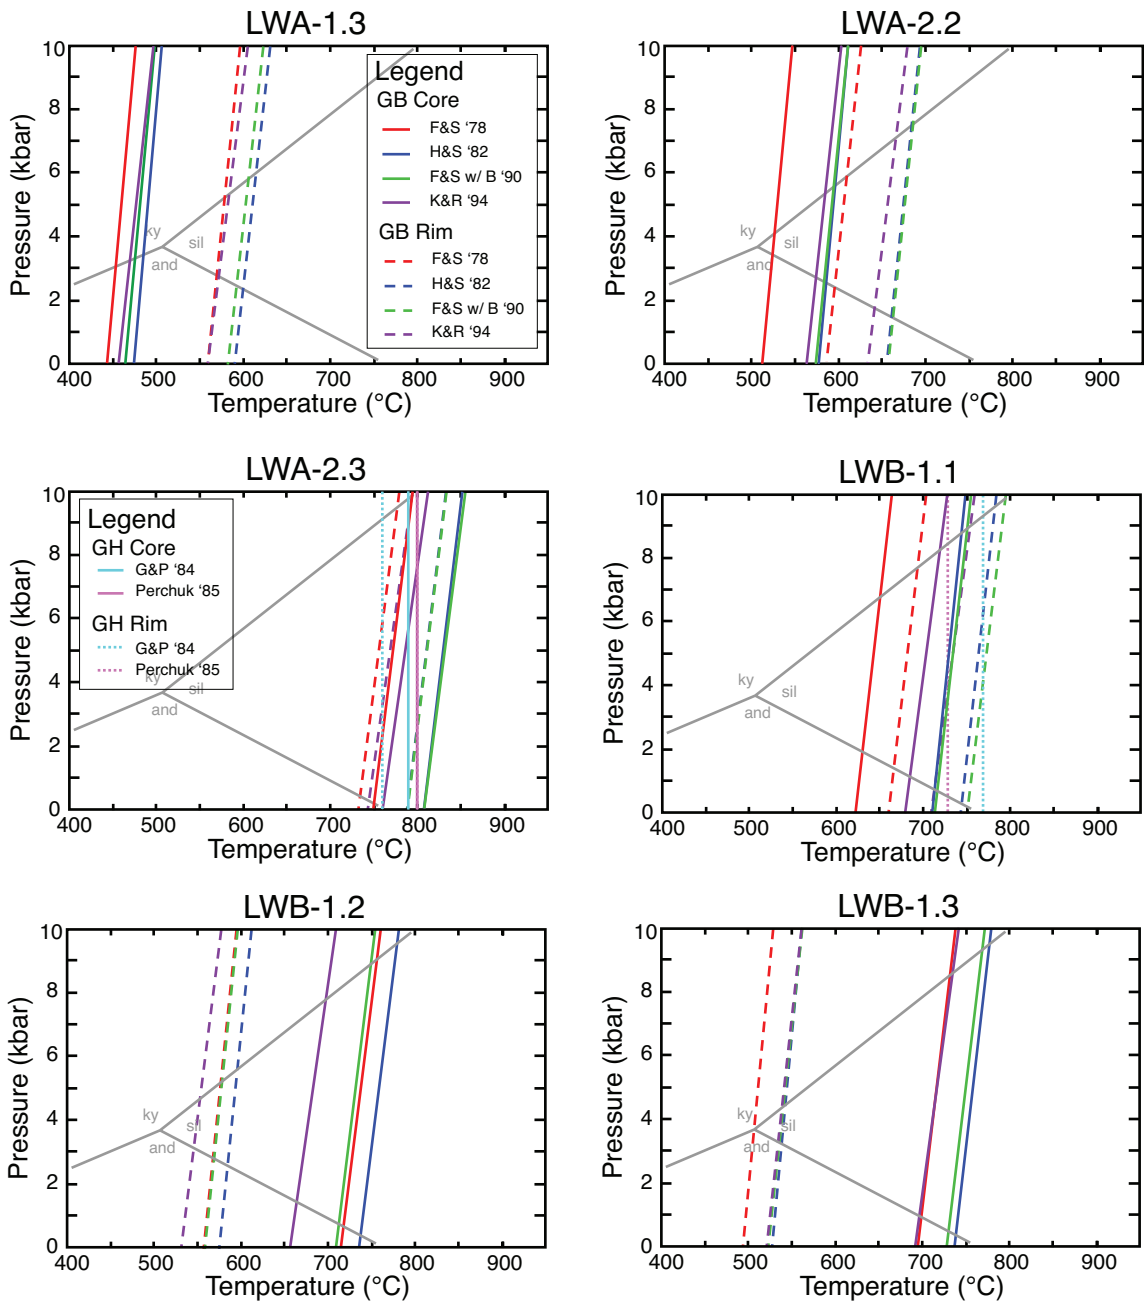 LWA-1.3
10
8
6
4
2
0
Pressure (kbar)
ky
sil
and
Legend
GB Core
F&S ‘78
H&S ‘82
F&S w/ B ‘90
K&R ‘94
GB Rim
F&S ‘78
H&S ‘82
F&S w/ B ‘90
K&R ‘94
400 500 600 700 800 900
Temperature (°C)
LWA-2.2
10
8
6
4
2
0
Pressure (kbar)
ky
sil
and
400 500 600 700 800 900
Temperature (°C)
LWA-2.3
10
8
6
4
2
0
Pressure (kbar)
Legend
GH Core
G&P ‘84
Perchuk ‘85
GH Rim
G&P ‘84
Perchuk ‘85
ky
sil
and
400 500 600 700 800 900
Temperature (°C)
LWB-1.1
10
8
6
4
2
0
Pressure (kbar)
ky
sil
and
400 500 600 700 800 900
Temperature (°C)
LWB-1.2
10
8
6
4
2
0
Pressure (kbar)
ky
sil
and
400 500 600 700 800 900
Temperature (°C)
LWB-1.3
10
8
6
4
2
0
Pressure (kbar)
ky
sil
and
400 500 600 700 800 900
Temperature (°C)